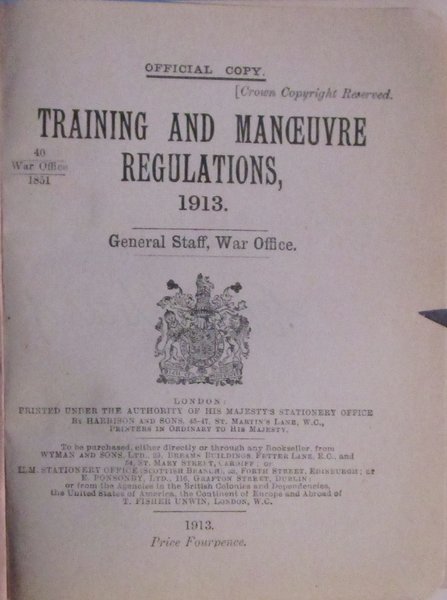 OFFICIAL COPY.
[Crown Copyright Reserved.
TRAINING AND MANŒUVRE
REGULATIONS,
40
War Office
1851
1913.
General Staff, War Office.
LONDON:
PRINTED UNDER THE AUTHORITY OF HIS MAJESTY'S STATIONERY OFFICE
BY HARRISON AND SONS, 45-47, ST. MARTIN'S LANE, W.C.,
PRINTERS IN ORDINARY TO HIS MAJESTY.
To be purchased, either directly or through any Bookseller, from
WYMAN AND SONS, LTD., 29, BREAMS BUILDINGS, FETTER LANE, E.C., and
54, ST. MARY STREET, CARDIFF; or
H.M. STATIONERY OFFICE (SCOTTISH BRANCH), 23, FORTH STREET, EDINBURGH; or
E. PONSONBY, LTD., 116, GRAFTON STREET, DUBLIN;
or from the Agencies in the British Colonies and Dependencies,
the United States of America, the Continent of Europe and Abroad of
T. FISHER UNWIN, LONDON, W.C.
1913.
Price Fourpence.